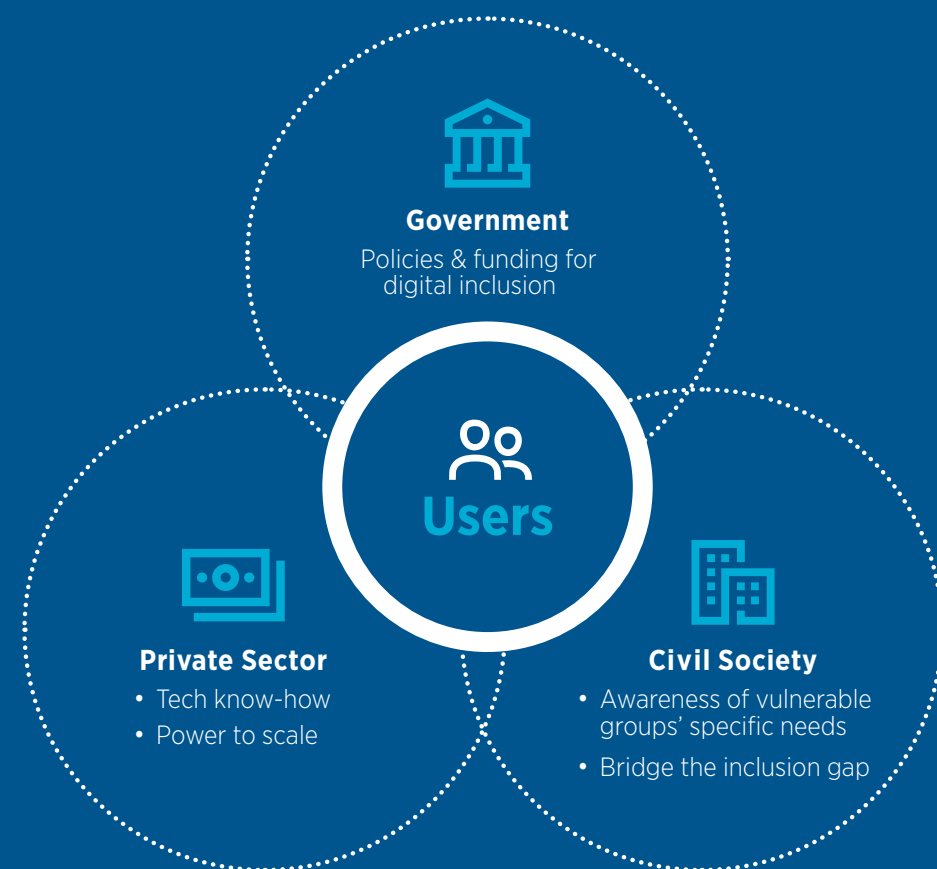 Government
Policies & funding for
digital inclusion
Users
Private Sector
• Tech know-how
• Power to scale
Civil Society
• Awareness of vulnerable
groups’ specific needs
• Bridge the inclusion gap